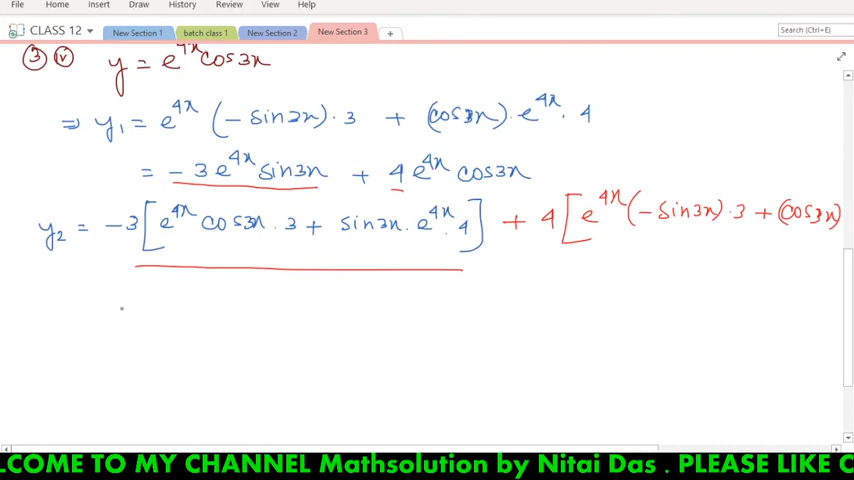 File Home Insert Draw History Review View Help
CLASS 12 New Section 1 batch class 1 New Section 2 New Section 3 + Search (Ctrl+E)
③ ⓘⓥ y = e^{4x} cos3x
⇒ y₁ = e^{4x} (-sin3x)·3 + (cos3x)·e^{4x}·4
= -3e^{4x} sin3x + 4e^{4x} cos3x
y₂ = -3[e^{4x} cos3x·3 + sin3x·e^{4x}·4] + 4[e^{4x}(-sin3x)·3 + (cos3x)
LCOME TO MY CHANNEL Mathsolution by Nitai Das . PLEASE LIKE C